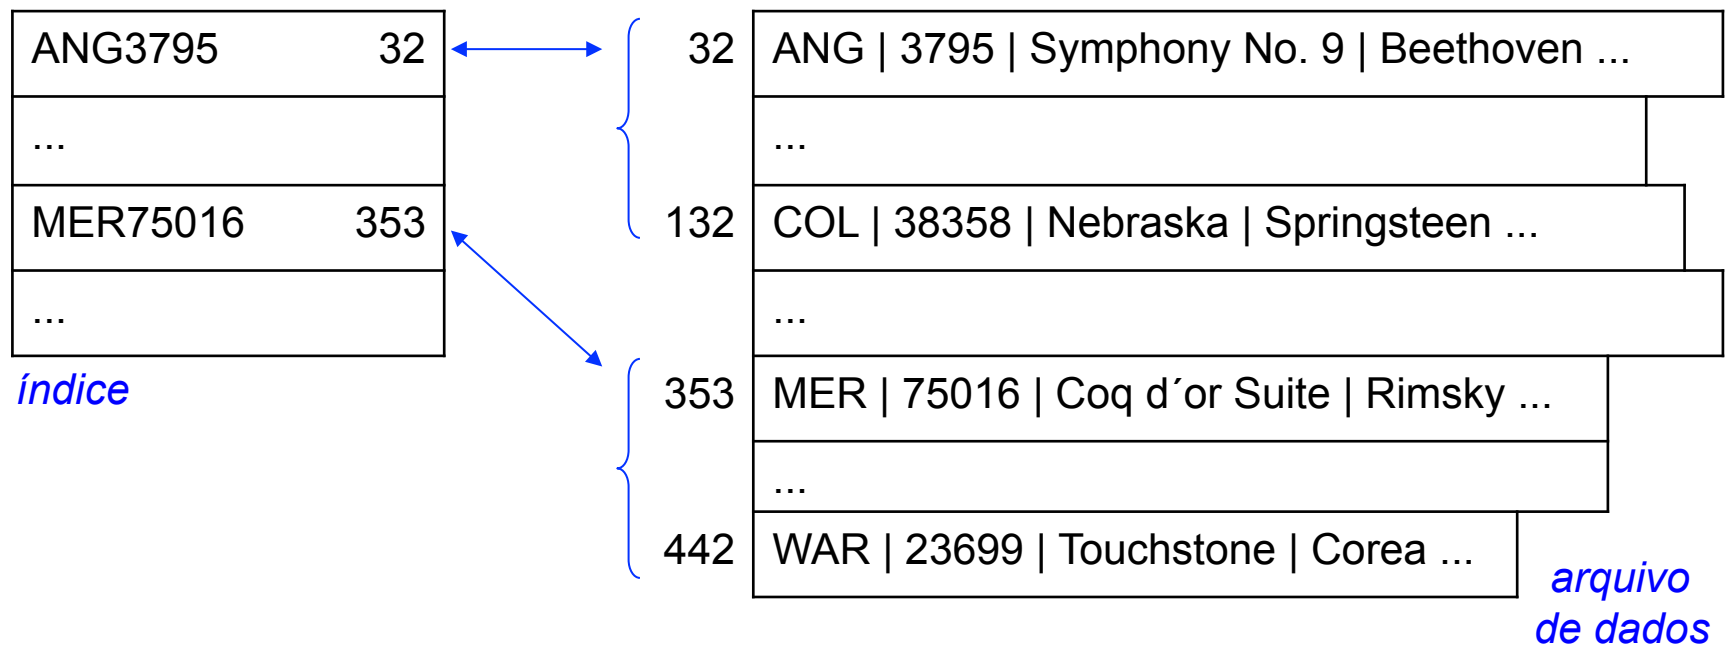 ANG3795 32
...
MER75016 353
...
índice
32 ANG | 3795 | Symphony No. 9 | Beethoven ...
...
132 COL | 38358 | Nebraska | Springsteen ...
...
353 MER | 75016 | Coq d´or Suite | Rimsky ...
...
442 WAR | 23699 | Touchstone | Corea ...
arquivo
de dados